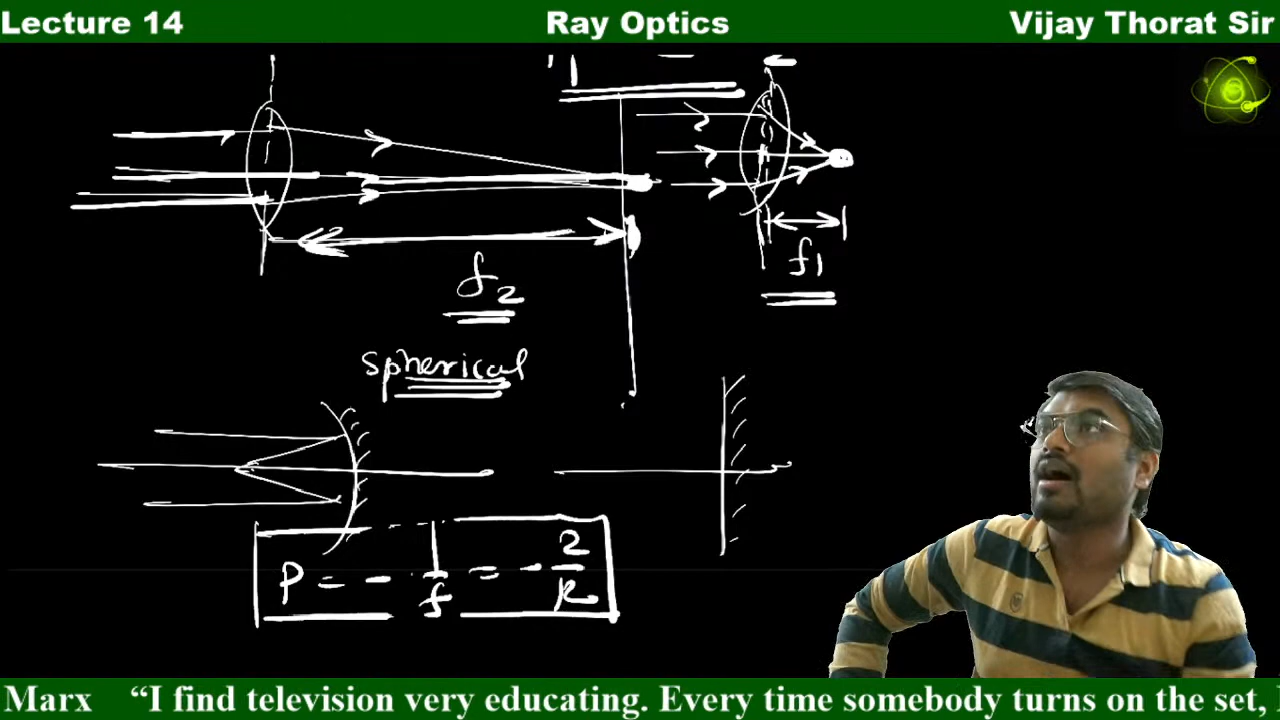 Lecture 14 Ray Optics Vijay Thorat Sir
f1
f2
spherical
P = - 1/f = - 2/R
Marx “I find television very educating. Every time somebody turns on the set,